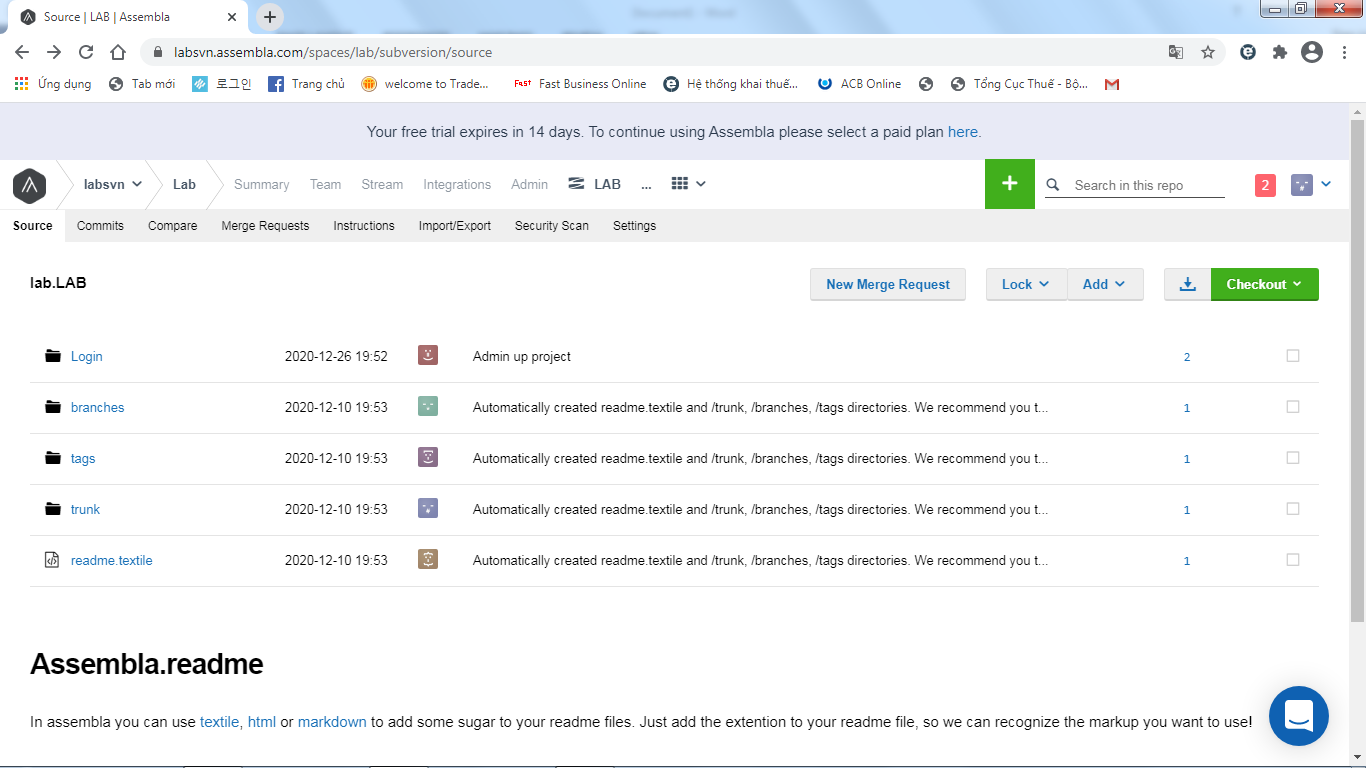 Source | LAB | Assembla
labsvn.assembla.com/spaces/lab/subversion/source
Ứng dụng Tab mới 로그인 Trang chủ welcome to Trade... Fast Fast Business Online Hệ thống khai thuế... ACB Online Tổng Cục Thuế - Bộ...
Your free trial expires in 14 days. To continue using Assembla please select a paid plan here.
labsvn Lab Summary Team Stream Integrations Admin LAB ... + Search in this repo 2
Source Commits Compare Merge Requests Instructions Import/Export Security Scan Settings
lab.LAB New Merge Request Lock Add Checkout
Login 2020-12-26 19:52 Admin up project 2
branches 2020-12-10 19:53 Automatically created readme.textile and /trunk, /branches, /tags directories. We recommend you t... 1
tags 2020-12-10 19:53 Automatically created readme.textile and /trunk, /branches, /tags directories. We recommend you t... 1
trunk 2020-12-10 19:53 Automatically created readme.textile and /trunk, /branches, /tags directories. We recommend you t... 1
readme.textile 2020-12-10 19:53 Automatically created readme.textile and /trunk, /branches, /tags directories. We recommend you t... 1
Assembla.readme
In assembla you can use textile, html or markdown to add some sugar to your readme files. Just add the extention to your readme file, so we can recognize the markup you want to use!